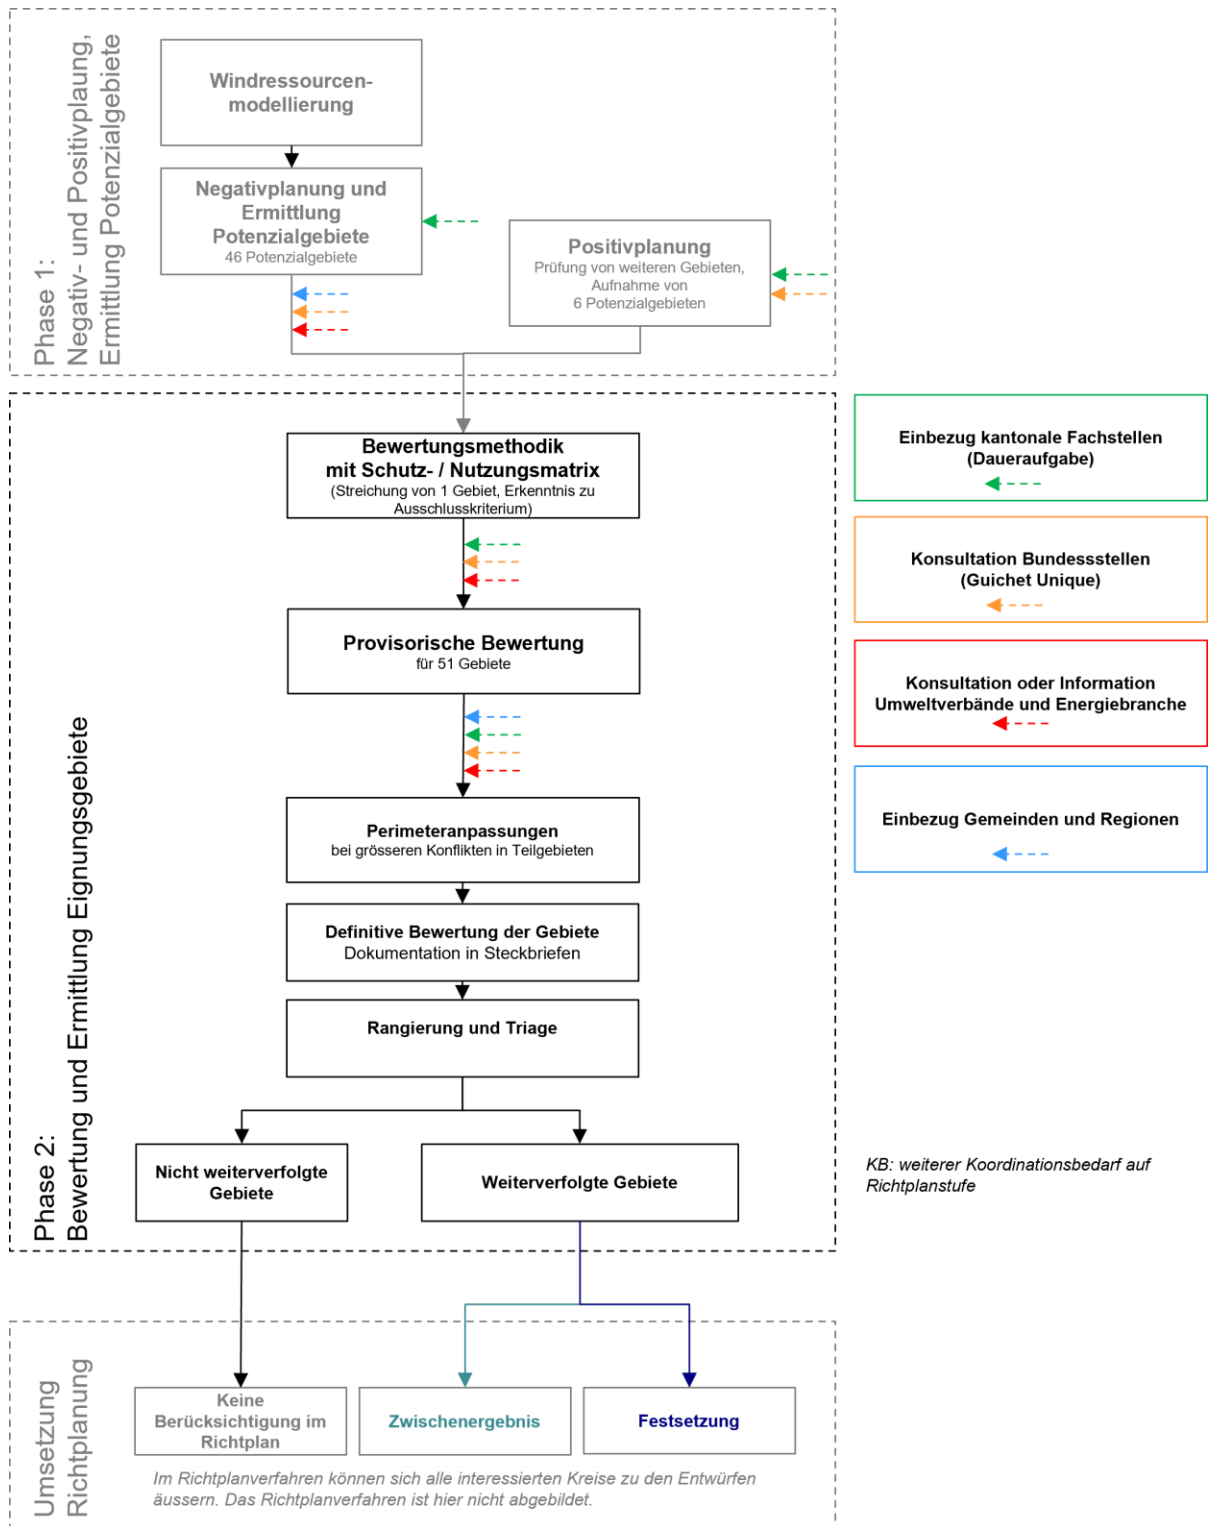 Phase 1:
Negativ- und Positivplaung,
Ermittlung Potenzialgebiete
Windressourcen-
modellierung
Negativplanung und
Ermittlung
Potenzialgebiete
46 Potenzialgebiete
Positivplanung
Prüfung von weiteren Gebieten,
Aufnahme von
6 Potenzialgebieten
Phase 2:
Bewertung und Ermittlung Eignungsgebiete
Bewertungsmethodik
mit Schutz- / Nutzungsmatrix
(Streichung von 1 Gebiet, Erkenntnis zu
Ausschlusskriterium)
Provisorische Bewertung
für 51 Gebiete
Perimeteranpassungen
bei grösseren Konflikten in Teilgebieten
Definitive Bewertung der Gebiete
Dokumentation in Steckbriefen
Rangierung und Triage
Nicht weiterverfolgte
Gebiete
Weiterverfolgte Gebiete
Einbezug kantonale Fachstellen
(Daueraufgabe)
Konsultation Bundessstellen
(Guichet Unique)
Konsultation oder Information
Umweltverbände und Energiebranche
Einbezug Gemeinden und Regionen
KB: weiterer Koordinationsbedarf auf
Richtplanstufe
Umsetzung
Richtplanung
Keine
Berücksichtigung im
Richtplan
Zwischenergebnis
Festsetzung
Im Richtplanverfahren können sich alle interessierten Kreise zu den Entwürfen
äussern. Das Richtplanverfahren ist hier nicht abgebildet.